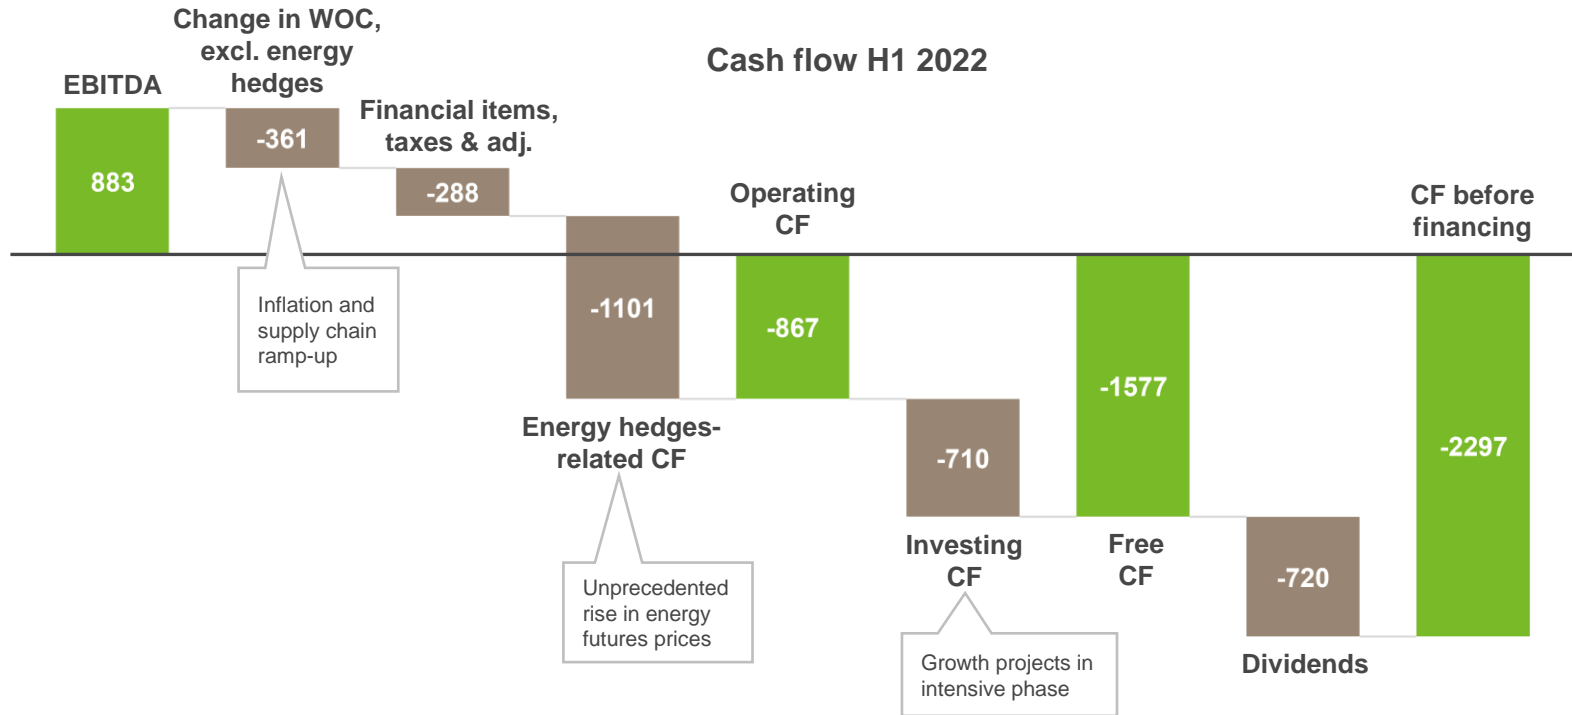 Cash flow H1 2022
EBITDA
883
Change in WOC,
excl. energy
hedges
-361
Inflation and
supply chain
ramp-up
Financial items,
taxes & adj.
-288
-1101
Energy hedges-
related CF
Unprecedented
rise in energy
futures prices
Operating
CF
-867
-710
Investing
CF
Growth projects in
intensive phase
-1577
Free
CF
-720
Dividends
CF before
financing
-2297